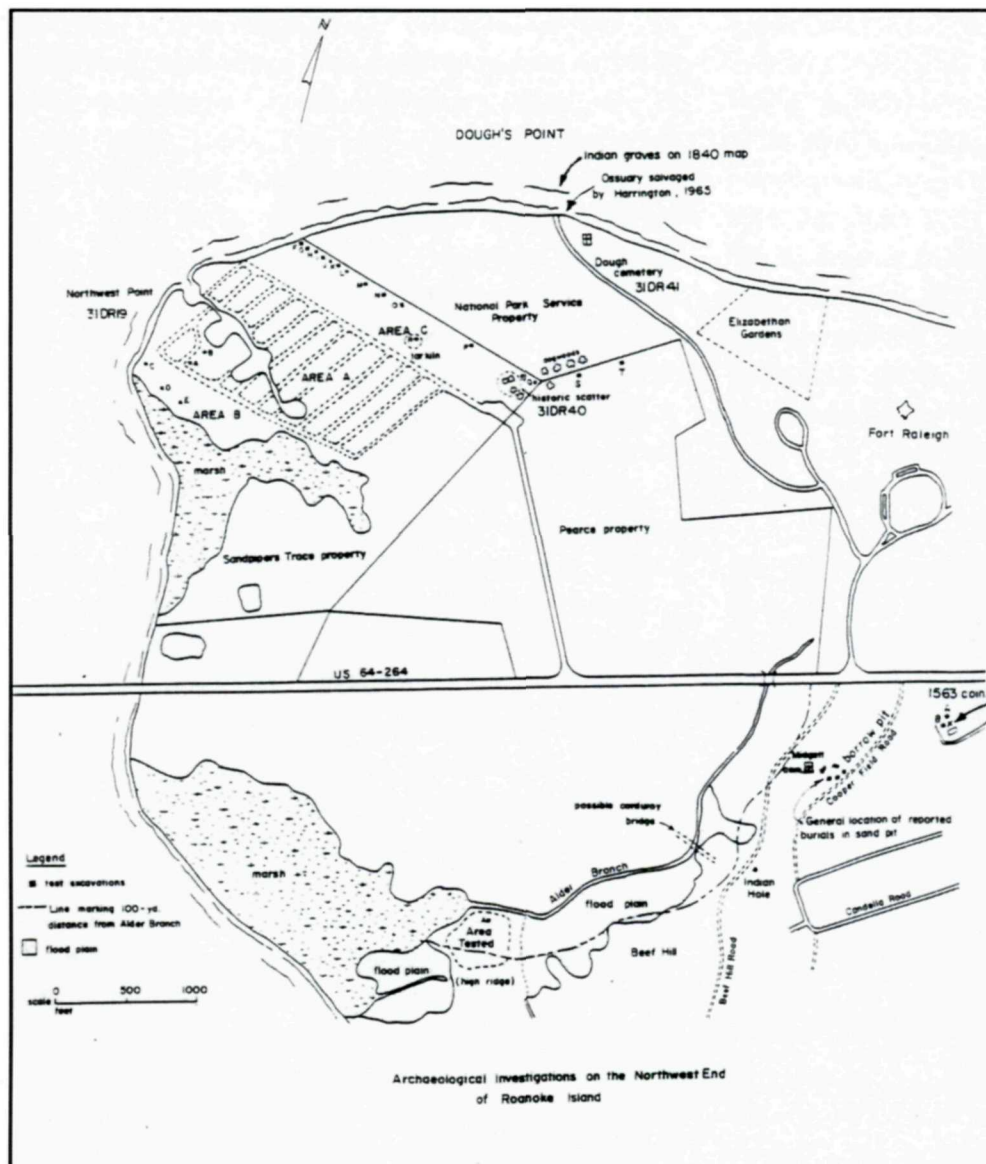 N
DOUGH'S POINT
Indian graves on 1840 map
Ossuary salvaged
by Harrington, 1965
Northwest Point
31DR19
Dough
cemetery
31DR41
National Park Service
Property
Elizabethan
Gardens
AREA C
tar kiln
AREA A
AREA B
historic scatter
31DR40
Fort Raleigh
marsh
Sandpipers Trace property
Pearce property
US 64-264
1563 coin
borrow pit
Cooper Field Road
General location of reported
burials in sand pit
possible corduroy
bridge
Alder Branch
flood plain
Indian
Hole
Condella Road
Beef Hill Road
Beef Hill
marsh
Area
Tested
flood plain
(high ridge)
Legend
test excavations
Line marking 100-yd.
distance from Alder Branch
flood plain
0 500 1000
scale
feet
Archaeological Investigations on the Northwest End
of Roanoke Island